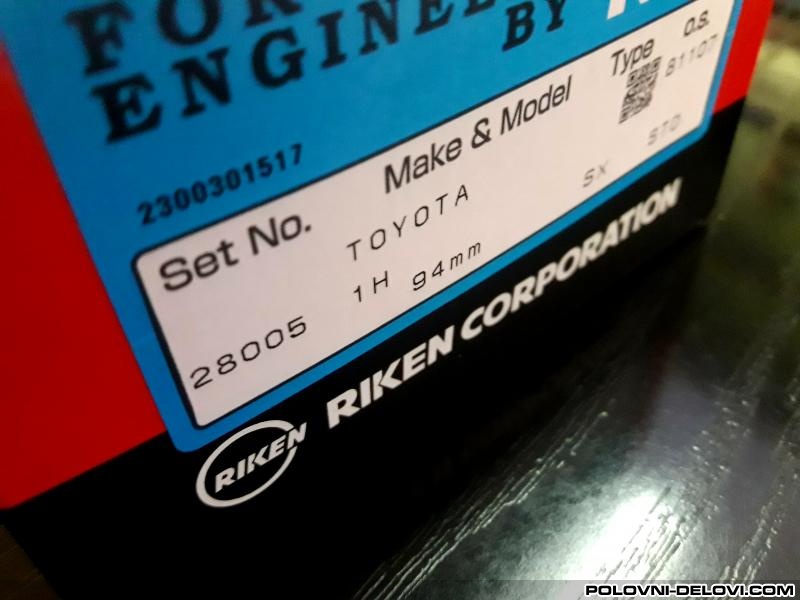 FOR
ENGINEE
BY
2300301517
Set No. Make & Model Type o.s.
81107
28005 TOYOTA SX STD
1H 94mm
RIKEN RIKEN CORPORATION
POLOVNI-DELOVI.COM